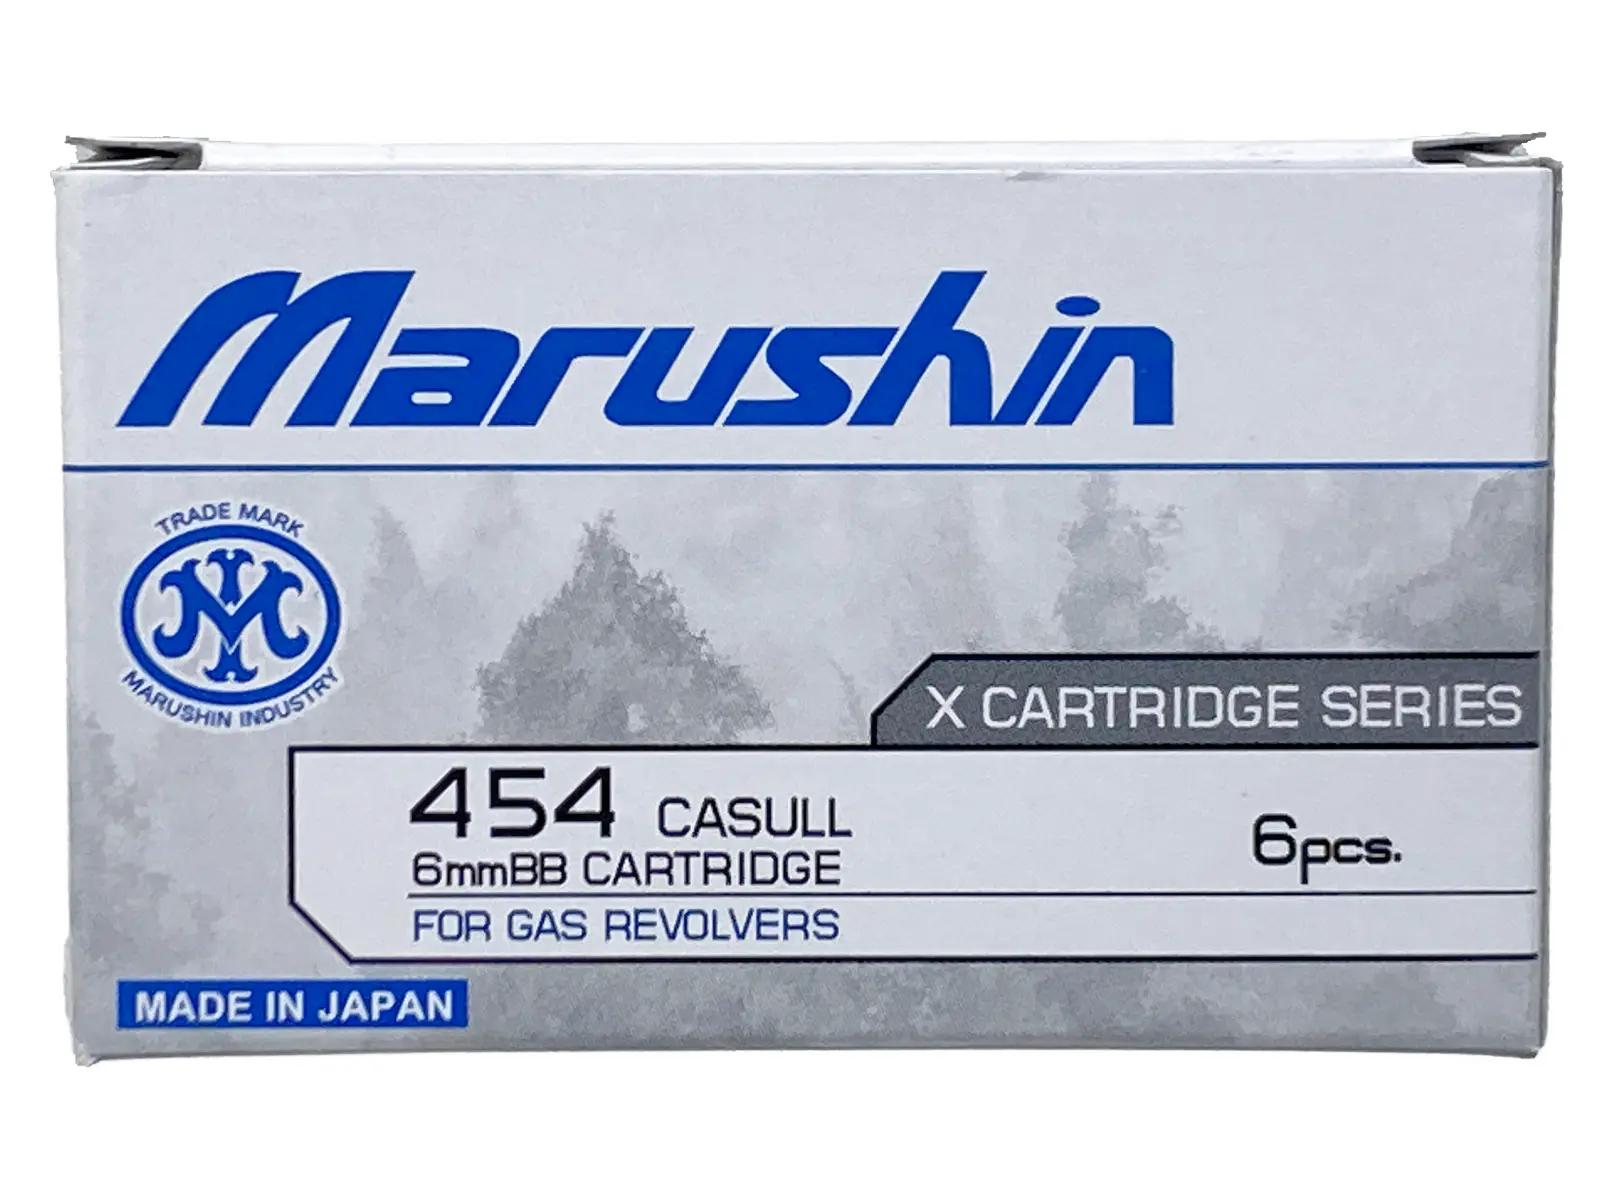 Marushin
TRADE MARK
M
MARUSHIN INDUSTRY
X CARTRIDGE SERIES
454 CASULL
6pcs.
6mmBB CARTRIDGE
FOR GAS REVOLVERS
MADE IN JAPAN